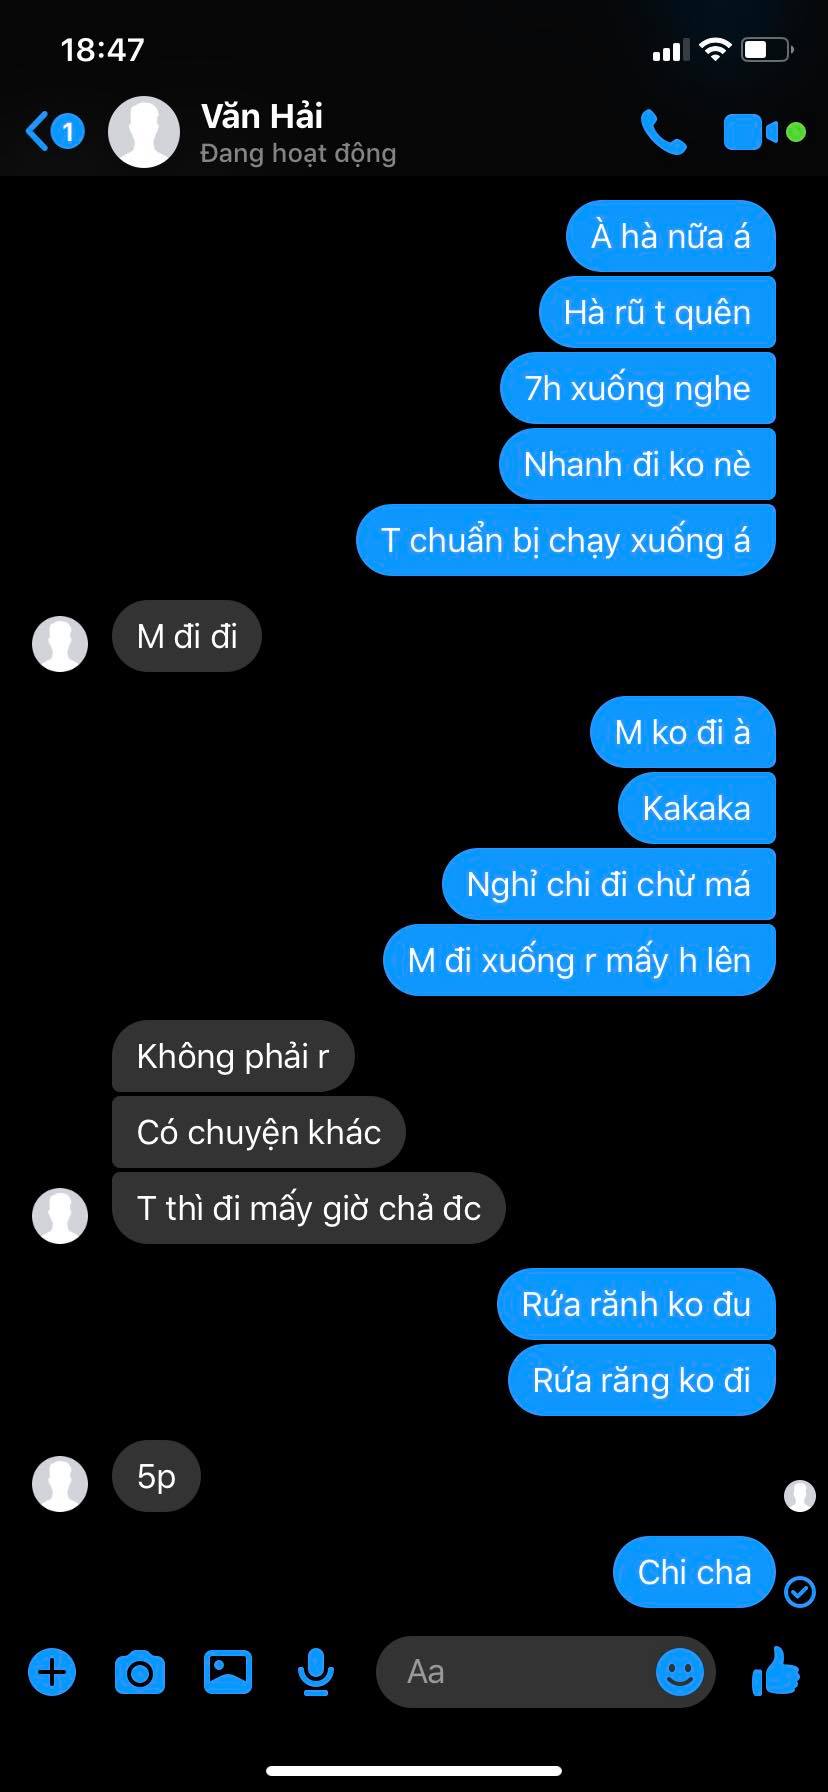 18:47
1
Văn Hải
Đang hoạt động
À hà nữa á
Hà rũ t quên
7h xuống nghe
Nhanh đi ko nè
T chuẩn bị chạy xuống á
M đi đi
M ko đi à
Kakaka
Nghỉ chi đi chừ má
M đi xuống r mấy h lên
Không phải r
Có chuyện khác
T thì đi mấy giờ chả đc
Rứa rănh ko đu
Rứa răng ko đi
5p
Chi cha
Aa